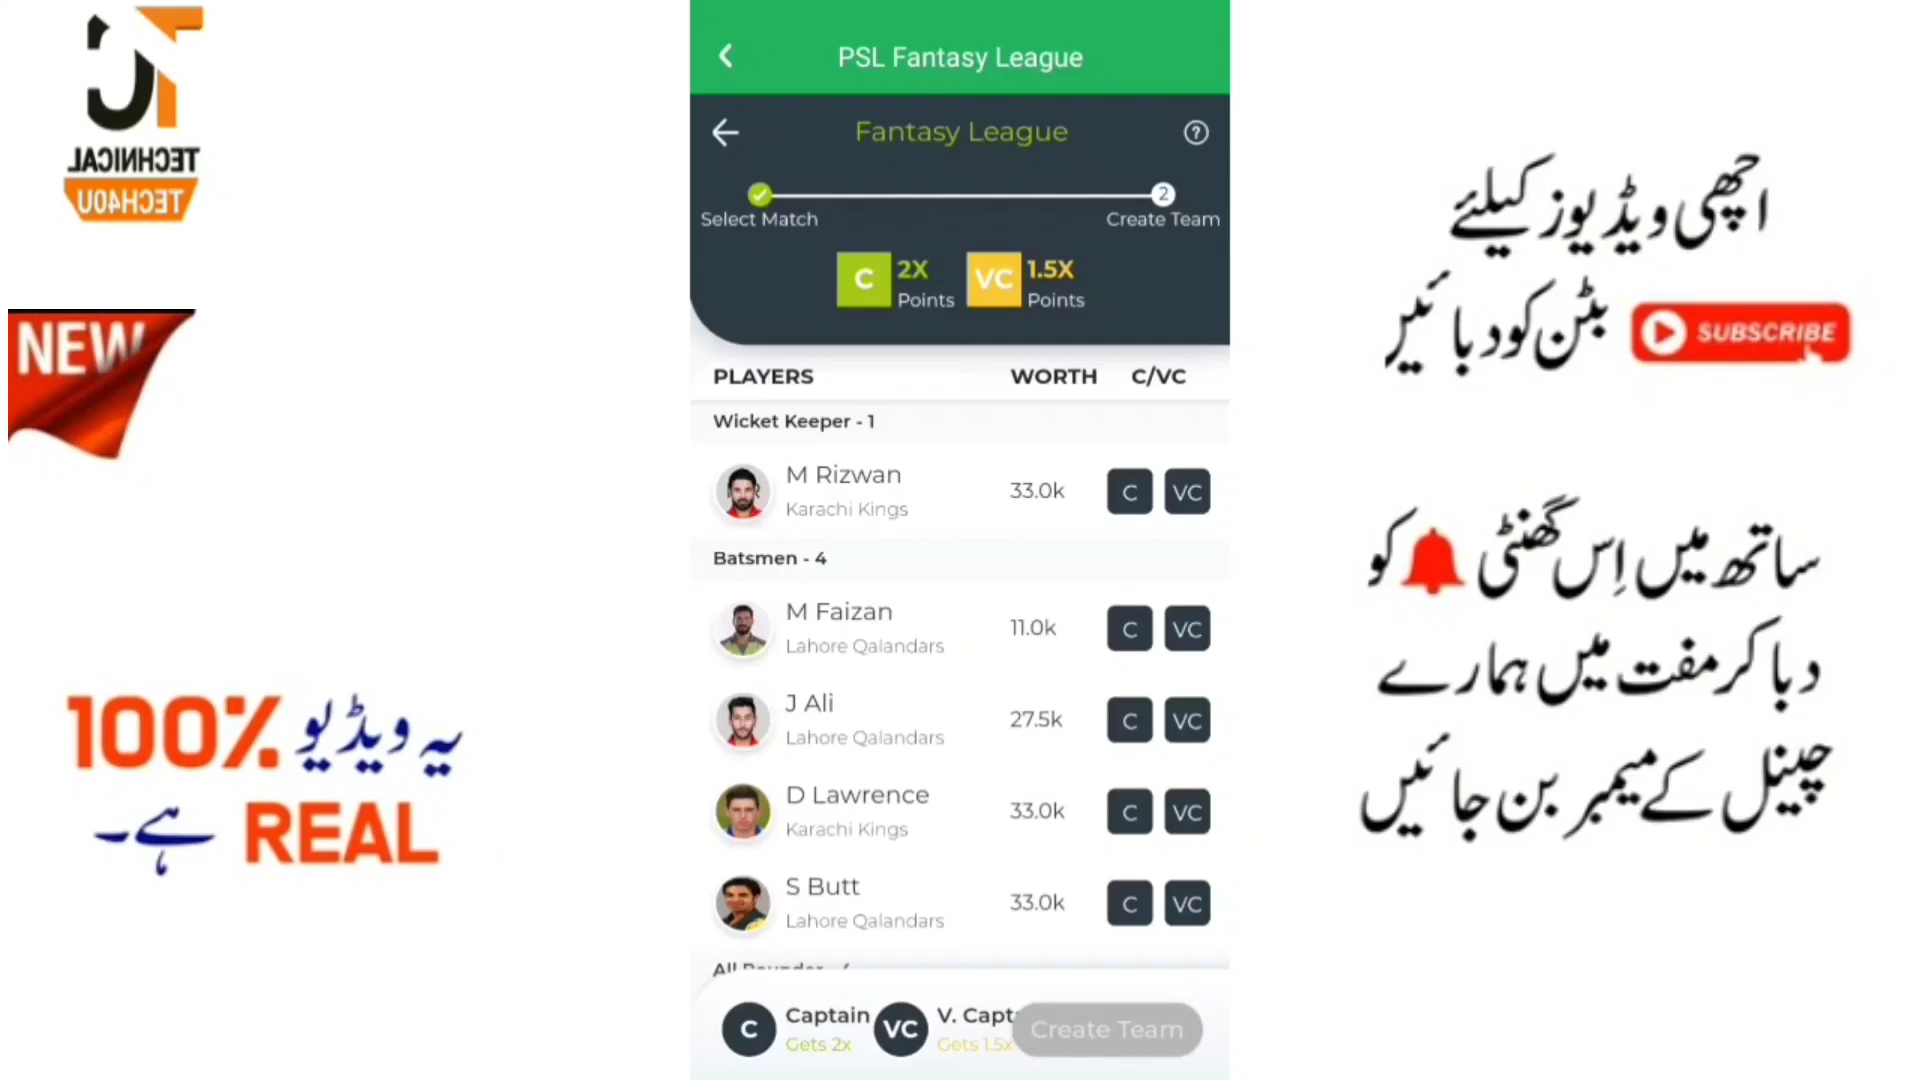 TECHNICAL
TECH4OU
NEW
یہ ویڈیو 100%
REAL ہے۔
PSL Fantasy League
Fantasy League
2
Select Match
Create Team
C 2X Points
VC 1.5X Points
PLAYERS WORTH C/VC
Wicket Keeper - 1
M Rizwan
Karachi Kings
33.0k C VC
Batsmen - 4
M Faizan
Lahore Qalandars
11.0k C VC
J Ali
Lahore Qalandars
27.5k C VC
D Lawrence
Karachi Kings
33.0k C VC
S Butt
Lahore Qalandars
33.0k C VC
C Captain
Gets 2x
VC V. Capt
Gets 1.5x
Create Team
اچھی ویڈیوز کیلئے
بٹن کو دبائیں
SUBSCRIBE
ساتھ میں اِس گھنٹی کو
دبا کر مفت میں ہمارے
چینل کے میمبر بن جائیں